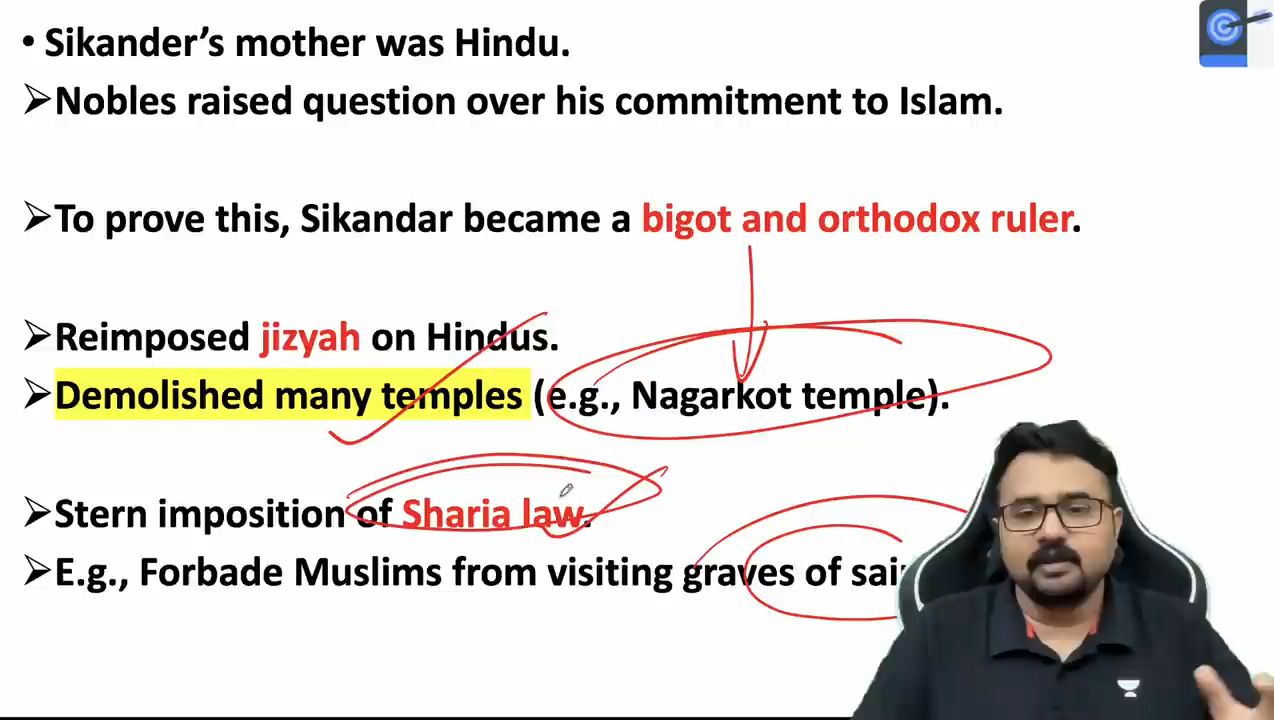 • Sikander’s mother was Hindu.
➢Nobles raised question over his commitment to Islam.
➢To prove this, Sikandar became a bigot and orthodox ruler.
➢Reimposed jizyah on Hindus.
➢Demolished many temples (e.g., Nagarkot temple).
➢Stern imposition of Sharia law.
➢E.g., Forbade Muslims from visiting graves of